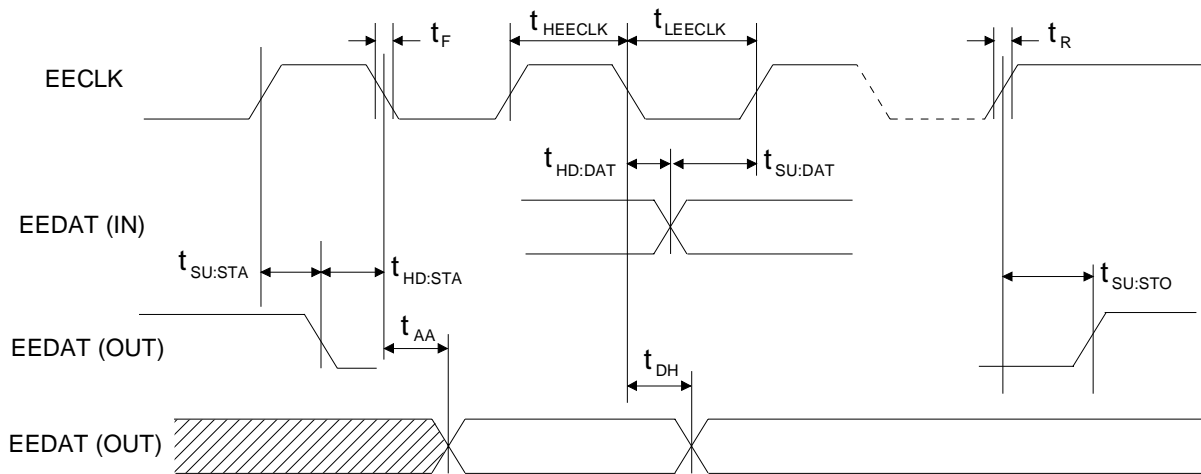 t_F
t_HEECLK
t_LEECLK
t_R
EECLK
t_HD:DAT
t_SU:DAT
EEDAT (IN)
t_SU:STA
t_HD:STA
t_SU:STO
EEDAT (OUT)
t_AA
t_DH
EEDAT (OUT)